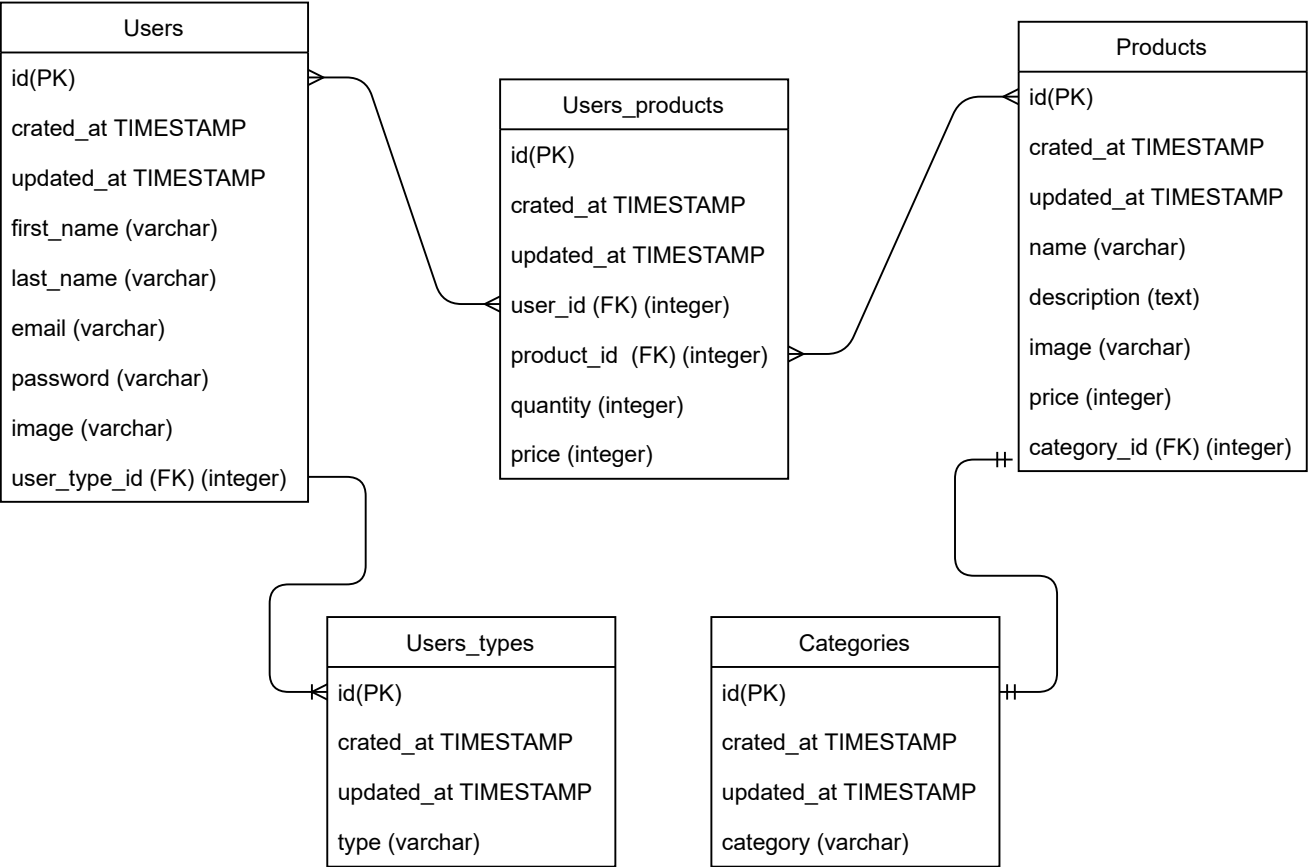 Users
id(PK)
crated_at TIMESTAMP
updated_at TIMESTAMP
first_name (varchar)
last_name (varchar)
email (varchar)
password (varchar)
image (varchar)
user_type_id (FK) (integer)
Users_products
id(PK)
crated_at TIMESTAMP
updated_at TIMESTAMP
user_id (FK) (integer)
product_id  (FK) (integer)
quantity (integer)
price (integer)
Products
id(PK)
crated_at TIMESTAMP
updated_at TIMESTAMP
name (varchar)
description (text)
image (varchar)
price (integer)
category_id (FK) (integer)
Users_types
id(PK)
crated_at TIMESTAMP
updated_at TIMESTAMP
type (varchar)
Categories
id(PK)
crated_at TIMESTAMP
updated_at TIMESTAMP
category (varchar)